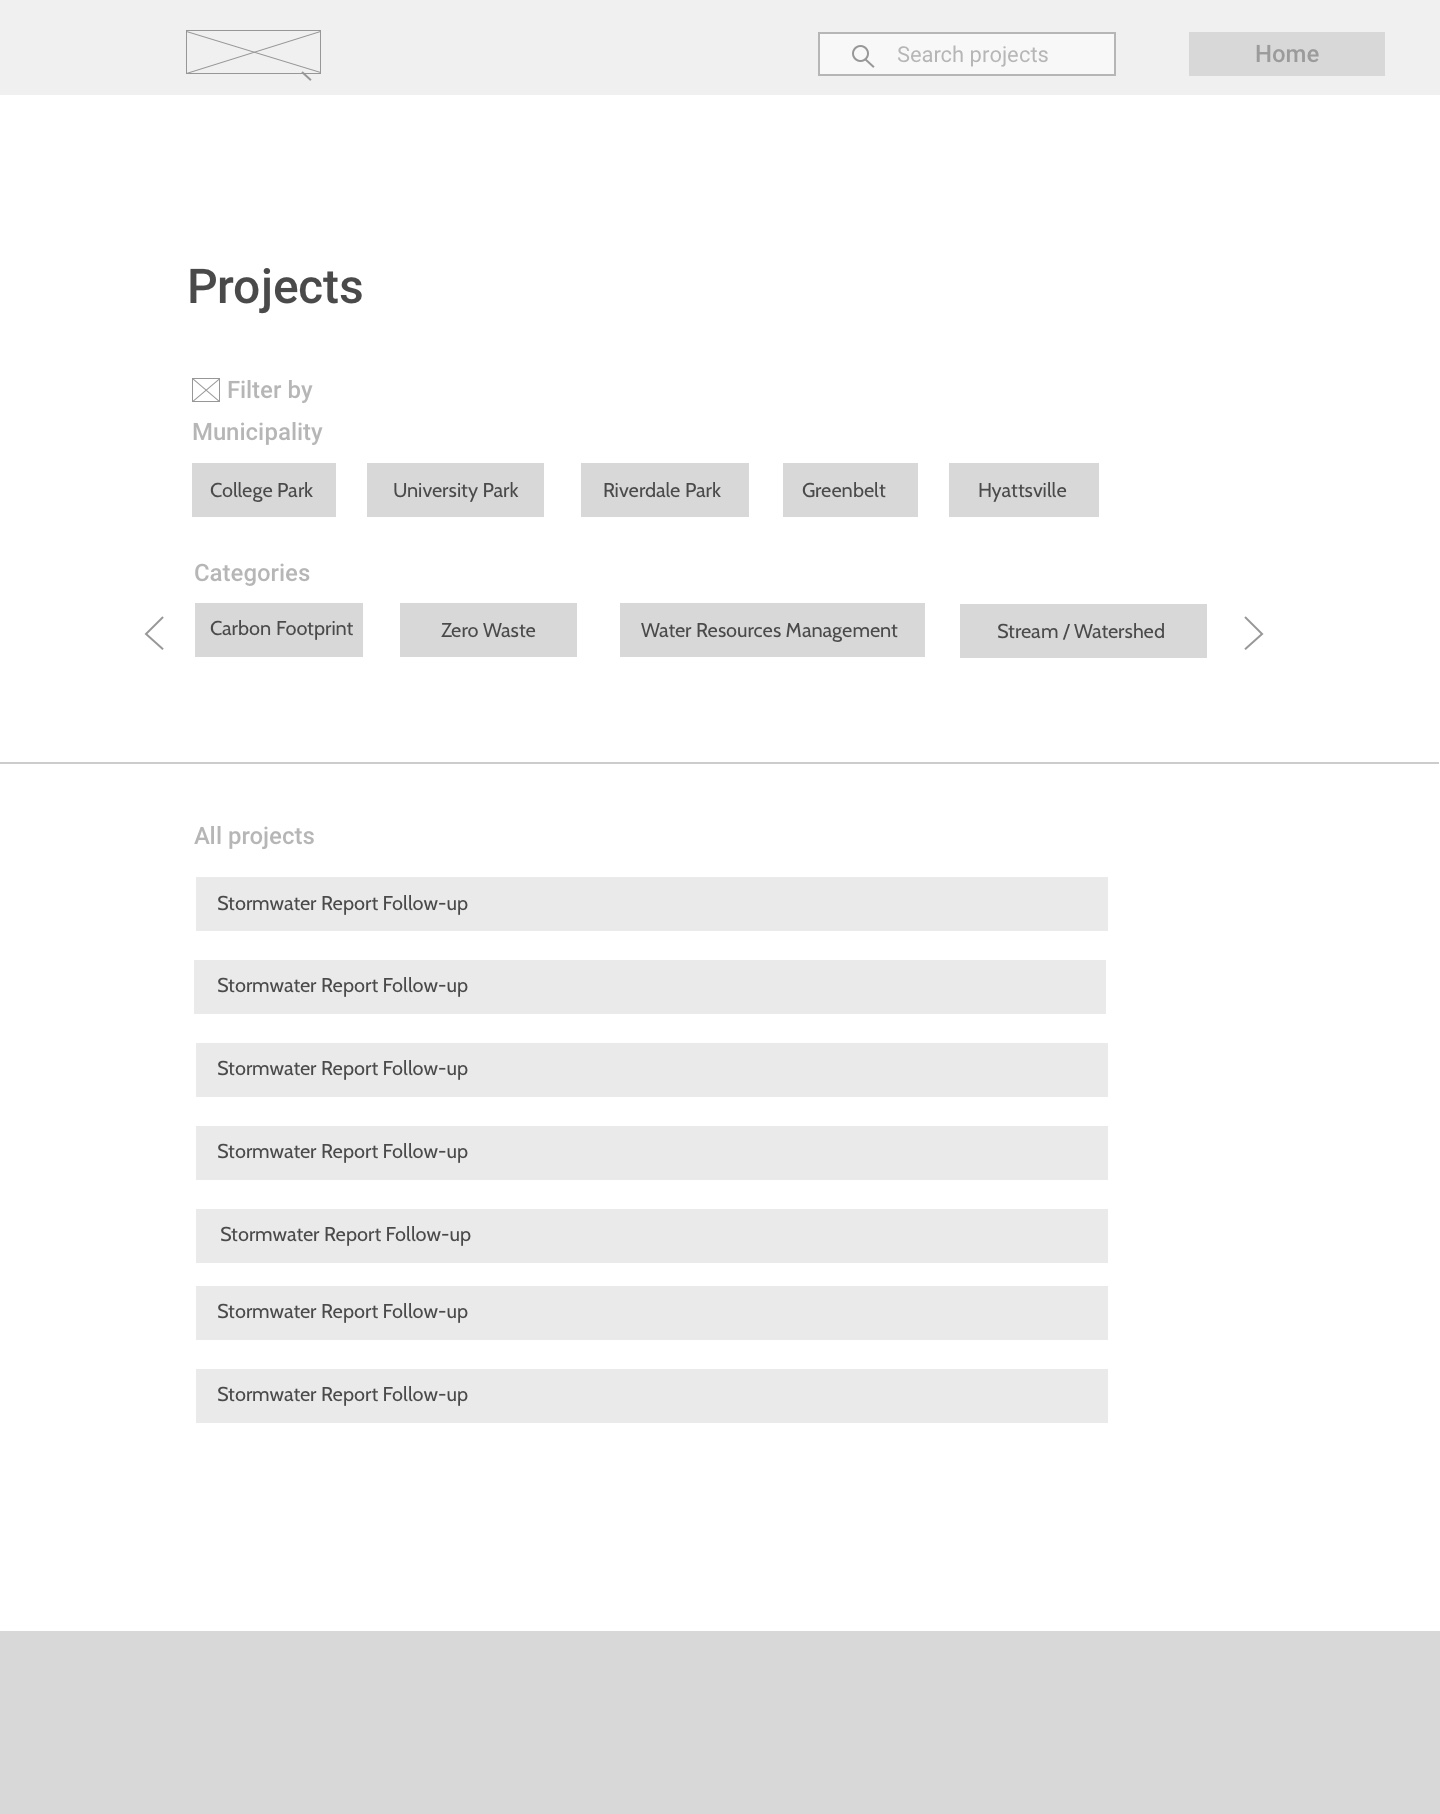 Search projects
Home
Projects
Filter by
Municipality
College Park
University Park
Riverdale Park
Greenbelt
Hyattsville
Categories
Carbon Footprint
Zero Waste
Water Resources Management
Stream / Watershed
All projects
Stormwater Report Follow-up
Stormwater Report Follow-up
Stormwater Report Follow-up
Stormwater Report Follow-up
Stormwater Report Follow-up
Stormwater Report Follow-up
Stormwater Report Follow-up